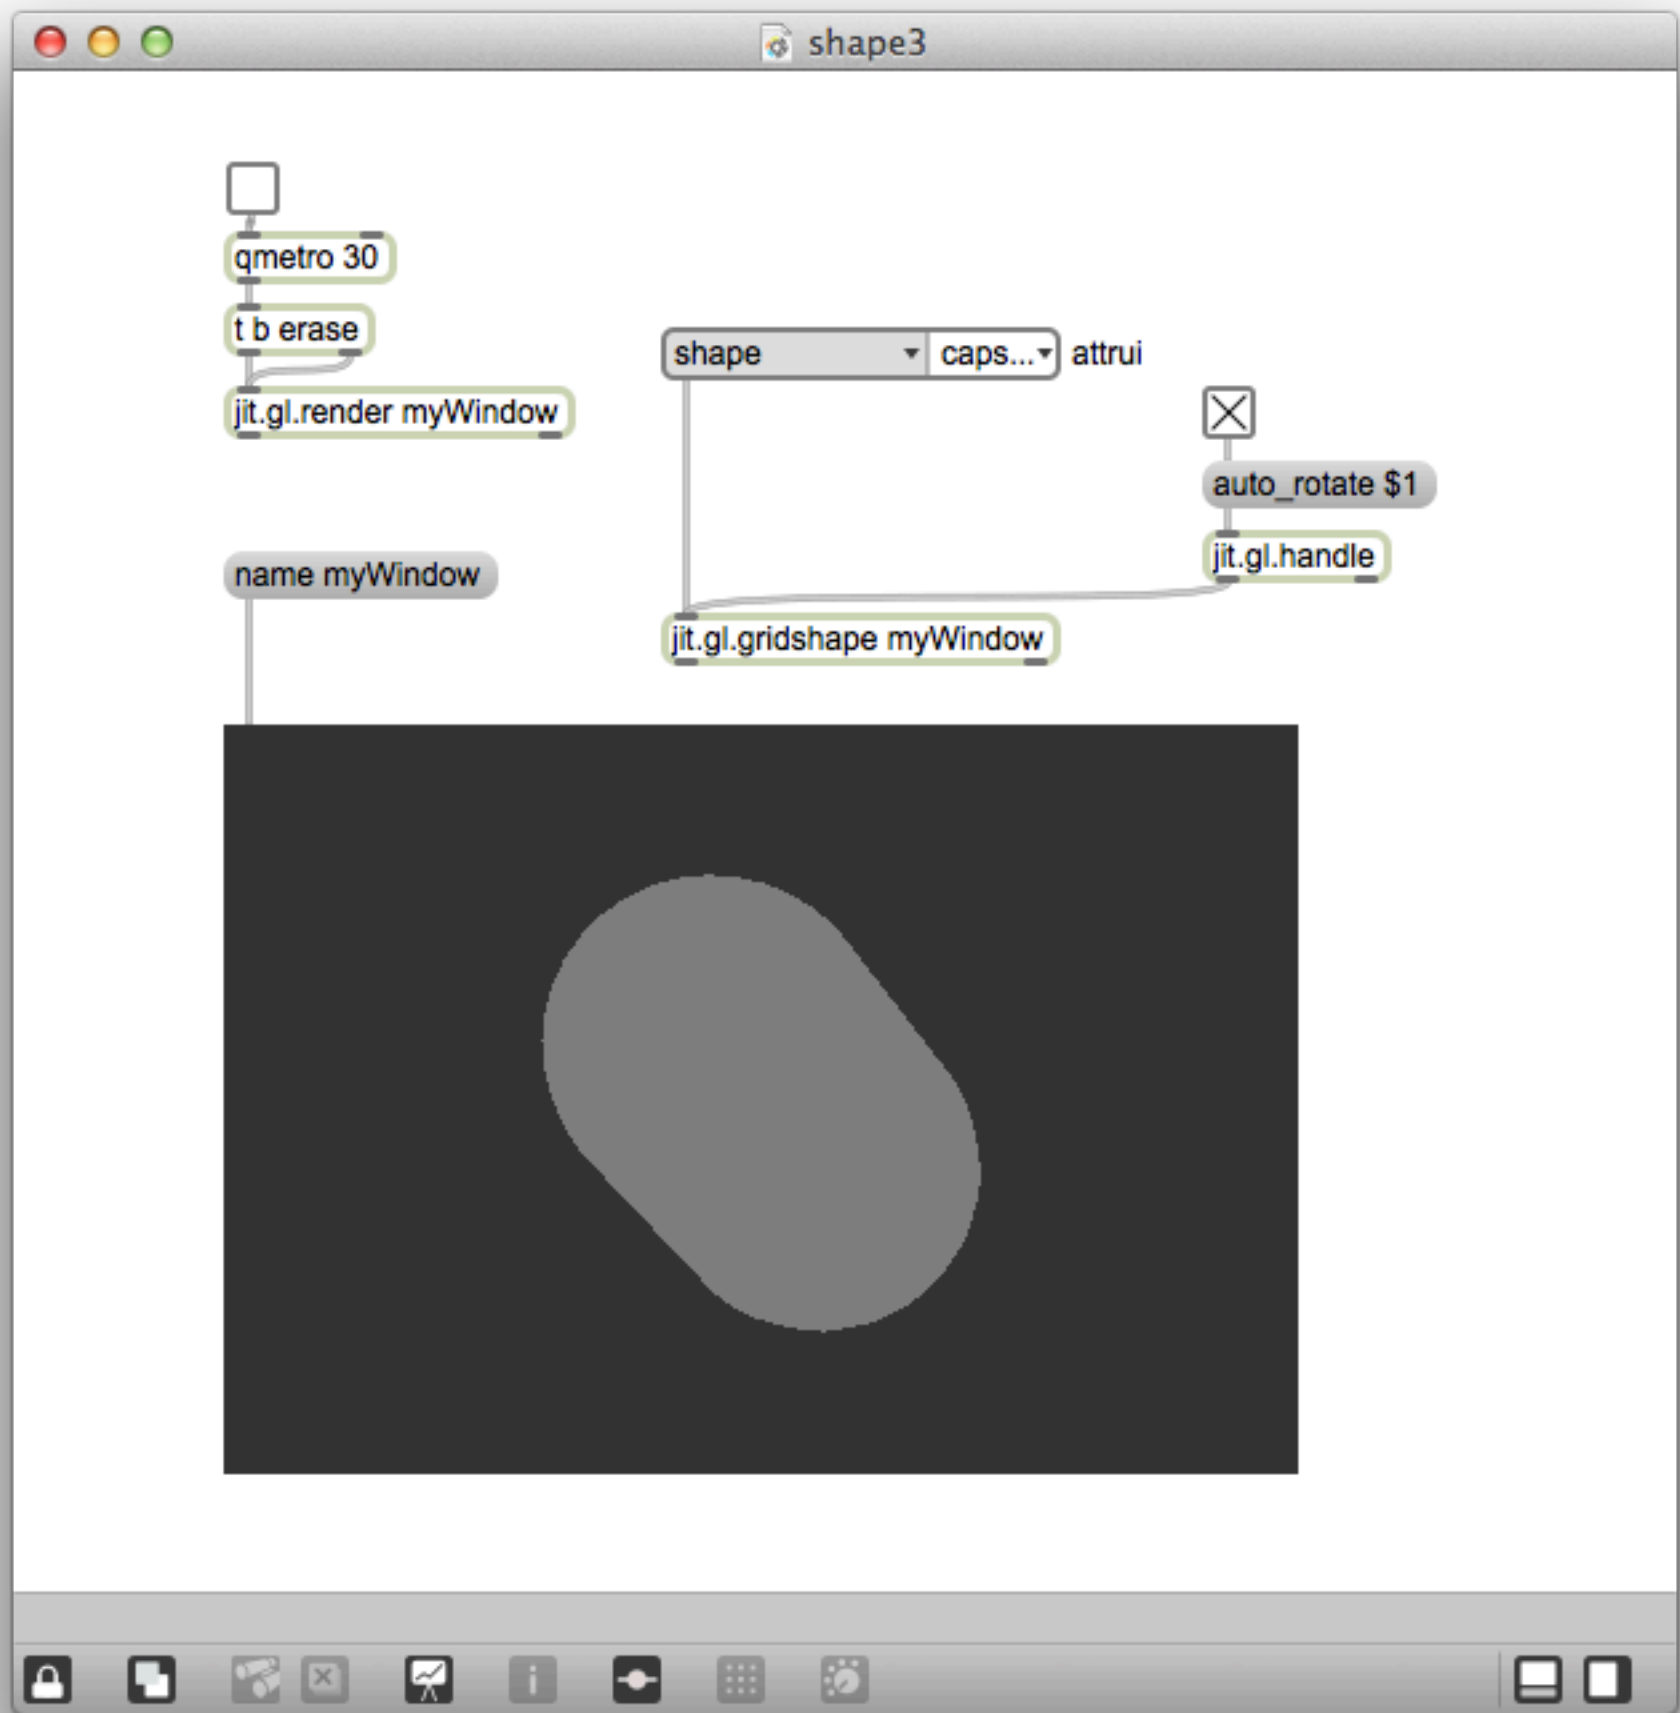 shape3
qmetro 30
t b erase
shape caps... attrui
jit.gl.render myWindow
auto_rotate $1
jit.gl.handle
name myWindow
jit.gl.gridshape myWindow